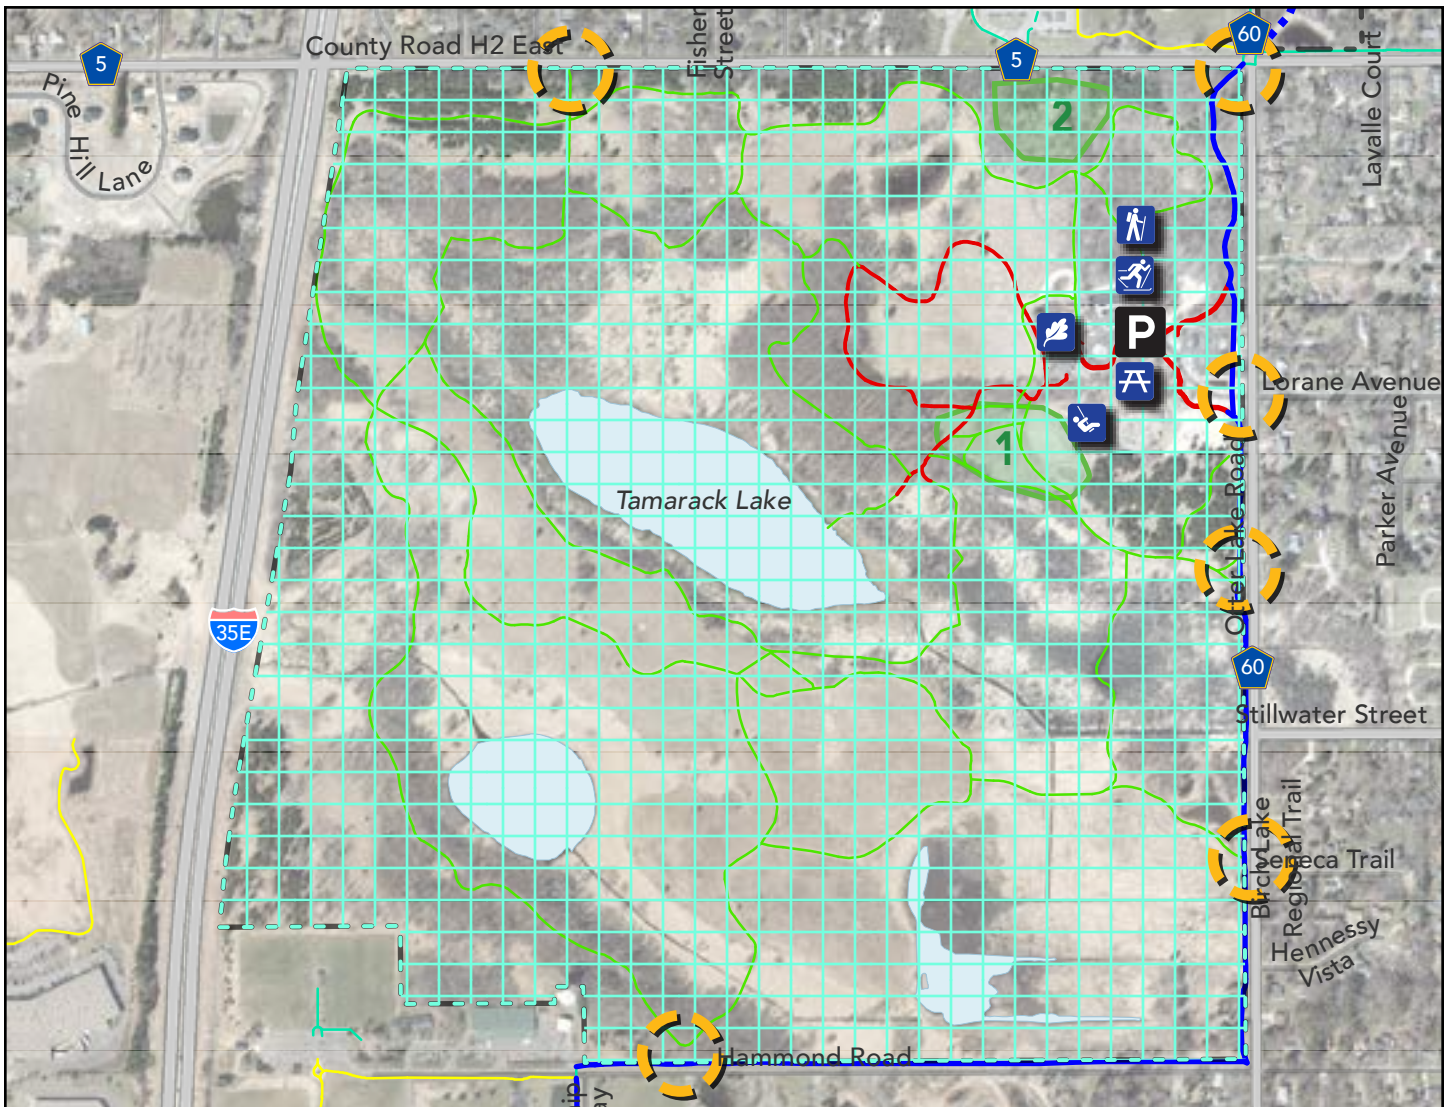 County Road H2 East
Fisher
Street
60
5
5
Lavalle Court
Pine Hill Lane
2
P
Lorane Avenue
Parker Avenue
1
Tamarack Lake
Otter Lake Road
35E
60
Stillwater Street
Birch Lake
Regional Trail
Seneca Trail
Hennessy
Vista
Hammond Road